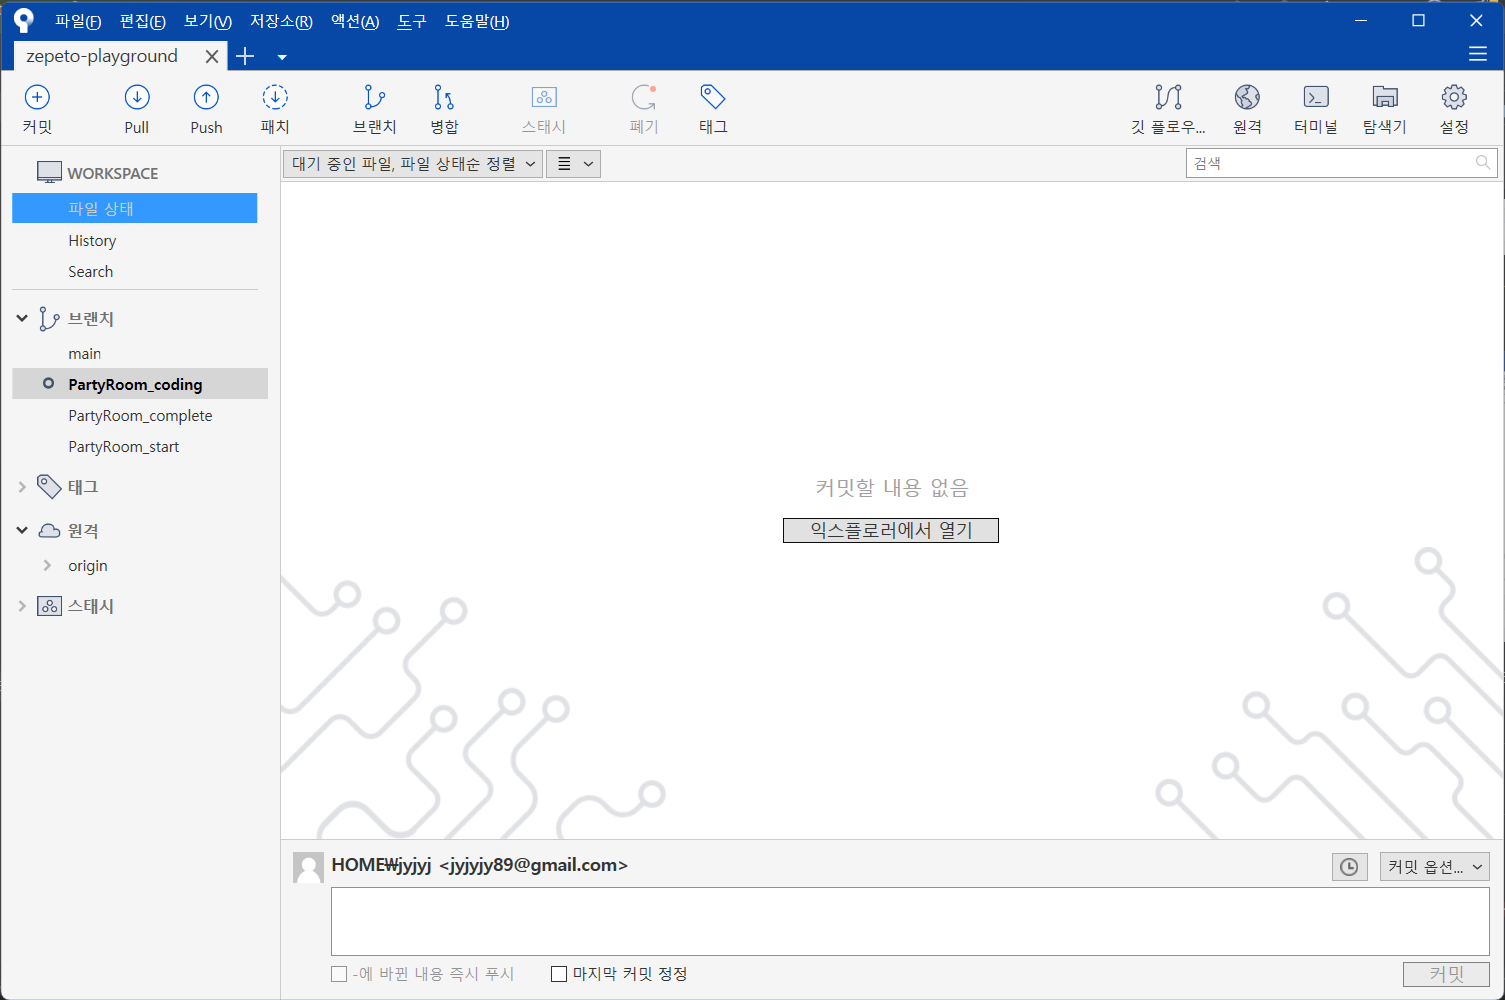 파일(F) 편집(E) 보기(V) 저장소(R) 액션(A) 도구 도움말(H)
zepeto-playground
커밋 Pull Push 패치 브랜치 병합 스태시 폐기 태그 깃 플로우... 원격 터미널 탐색기 설정
WORKSPACE
파일 상태
History
Search
브랜치
main
PartyRoom_coding
PartyRoom_complete
PartyRoom_start
태그
원격
origin
스태시
대기 중인 파일, 파일 상태순 정렬
검색
커밋할 내용 없음
익스플로러에서 열기
HOME₩jyjyj <jyjyjy89@gmail.com>
커밋 옵션...
-에 바뀐 내용 즉시 푸시
마지막 커밋 정정
커밋